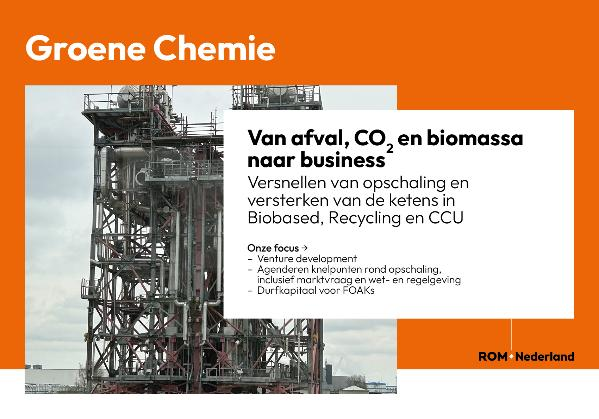 Groene Chemie
Van afval, CO2 en biomassa
naar business
Versnellen van opschaling en
versterken van de ketens in
Biobased, Recycling en CCU
Onze focus →
– Venture development
– Agenderen knelpunten rond opschaling,
inclusief marktvraag en wet- en regelgeving
– Durfkapitaal voor FOAKs
ROM Nederland